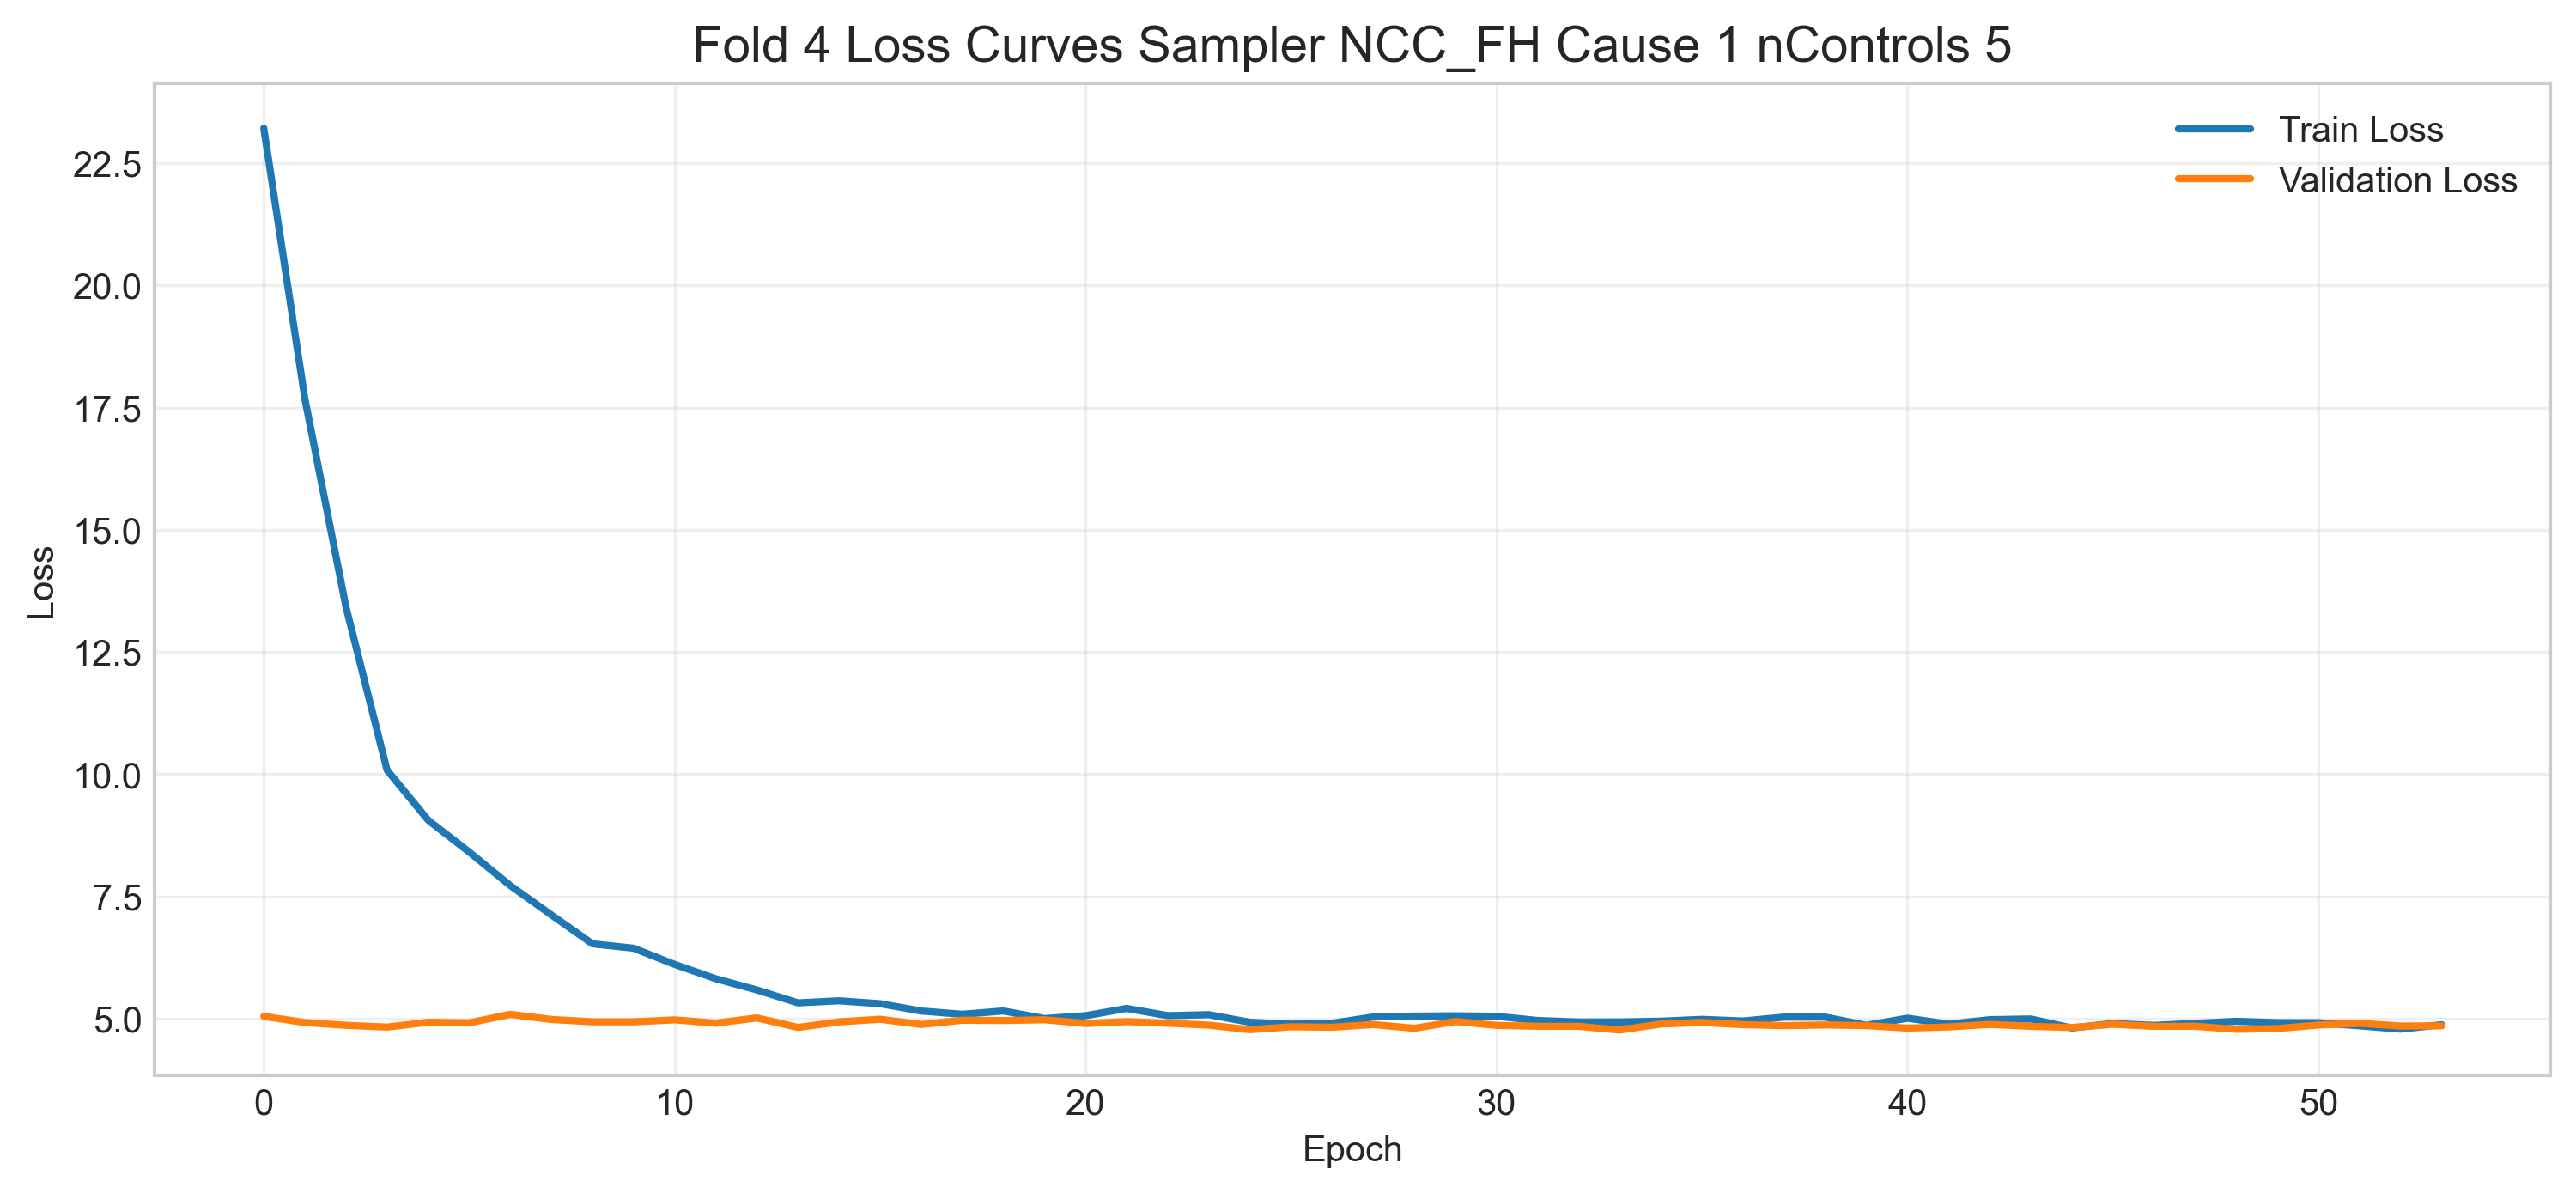 Fold 4 Loss Curves Sampler NCC_FH Cause 1 nControls 5
Train Loss
Validation Loss
22.5
20.0
17.5
15.0
12.5
10.0
7.5
5.0
Loss
0 10 20 30 40 50
Epoch